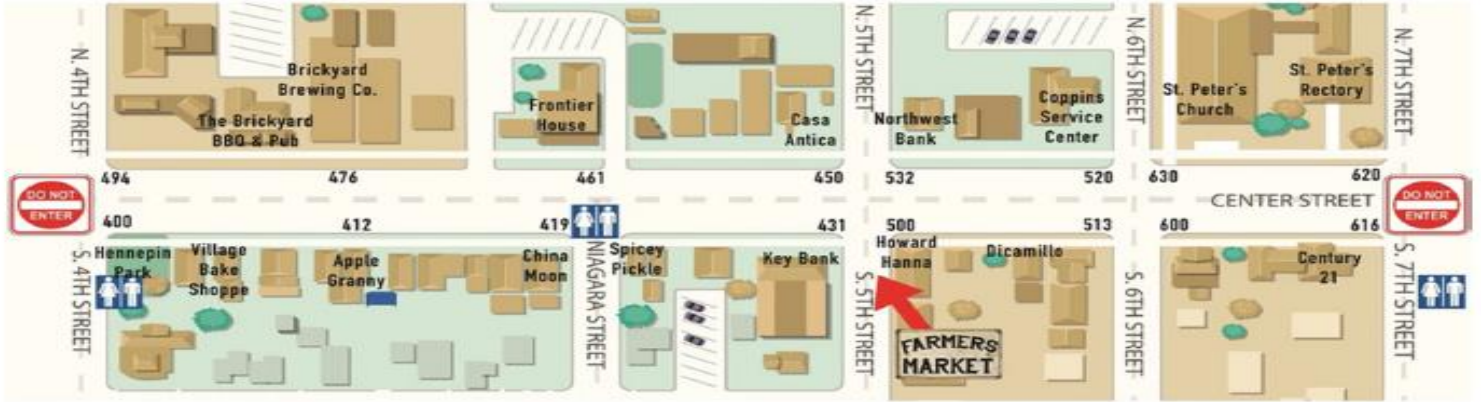 N. 4TH STREET
Brickyard
Brewing Co.
The Brickyard
BBQ & Pub
Frontier
House
Casa
Antica
N. 5TH STREET
Northwest
Bank
Coppins
Service
Center
N. 6TH STREET
St. Peter's
Church
St. Peter's
Rectory
N. 7TH STREET
494
476
461
450
532
520
630
620
DO NOT
ENTER
CENTER STREET
DO NOT
ENTER
400
412
419
431
500
513
600
616
S. 4TH STREET
Hennepin
Park
Village
Bake
Shoppe
Apple
Granny
China
Moon
NIAGARA STREET
Spicey
Pickle
Key Bank
S. 5TH STREET
Howard
Hanna
Dicamillo
FARMERS
MARKET
S. 6TH STREET
Century
21
S. 7TH STREET